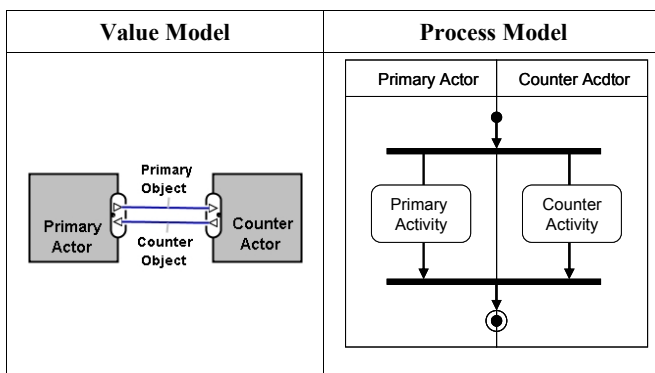 Value Model
Process Model
Primary
Object
Primary
Actor
Counter
Actor
Counter
Object
Primary Actor
Counter Acdtor
Primary
Activity
Counter
Activity